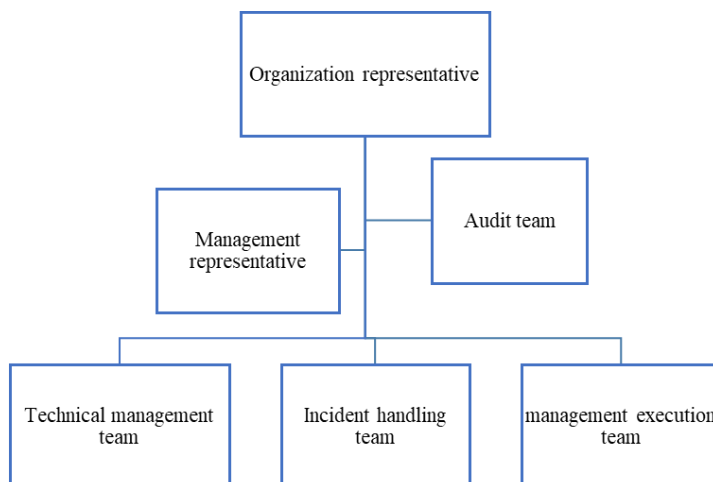 Organization representative
Audit team
Management
representative
Technical management
team
Incident handling
team
management execution
team